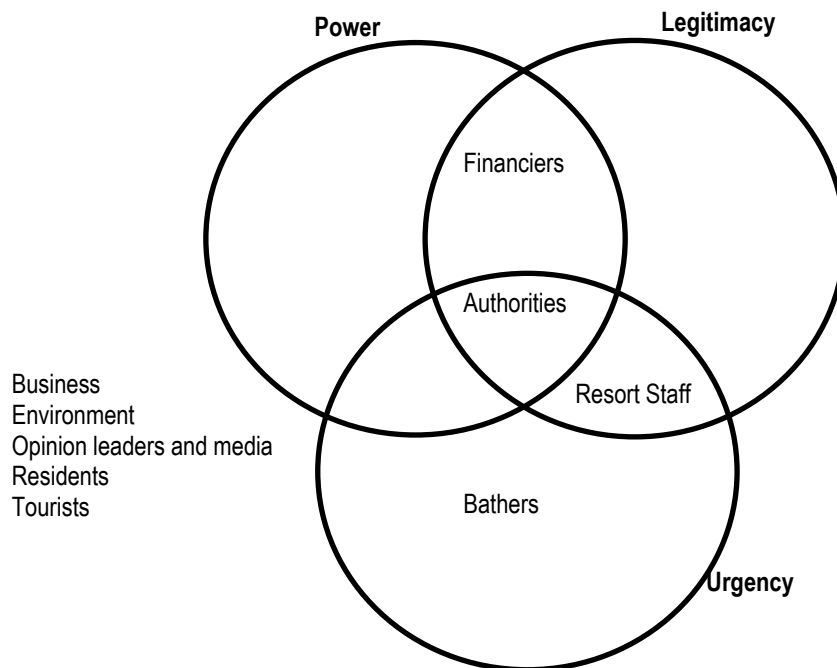 Power
Legitimacy
Financiers
Authorities
Business
Environment
Resort Staff
Opinion leaders and media
Residents
Tourists
Bathers
Urgency